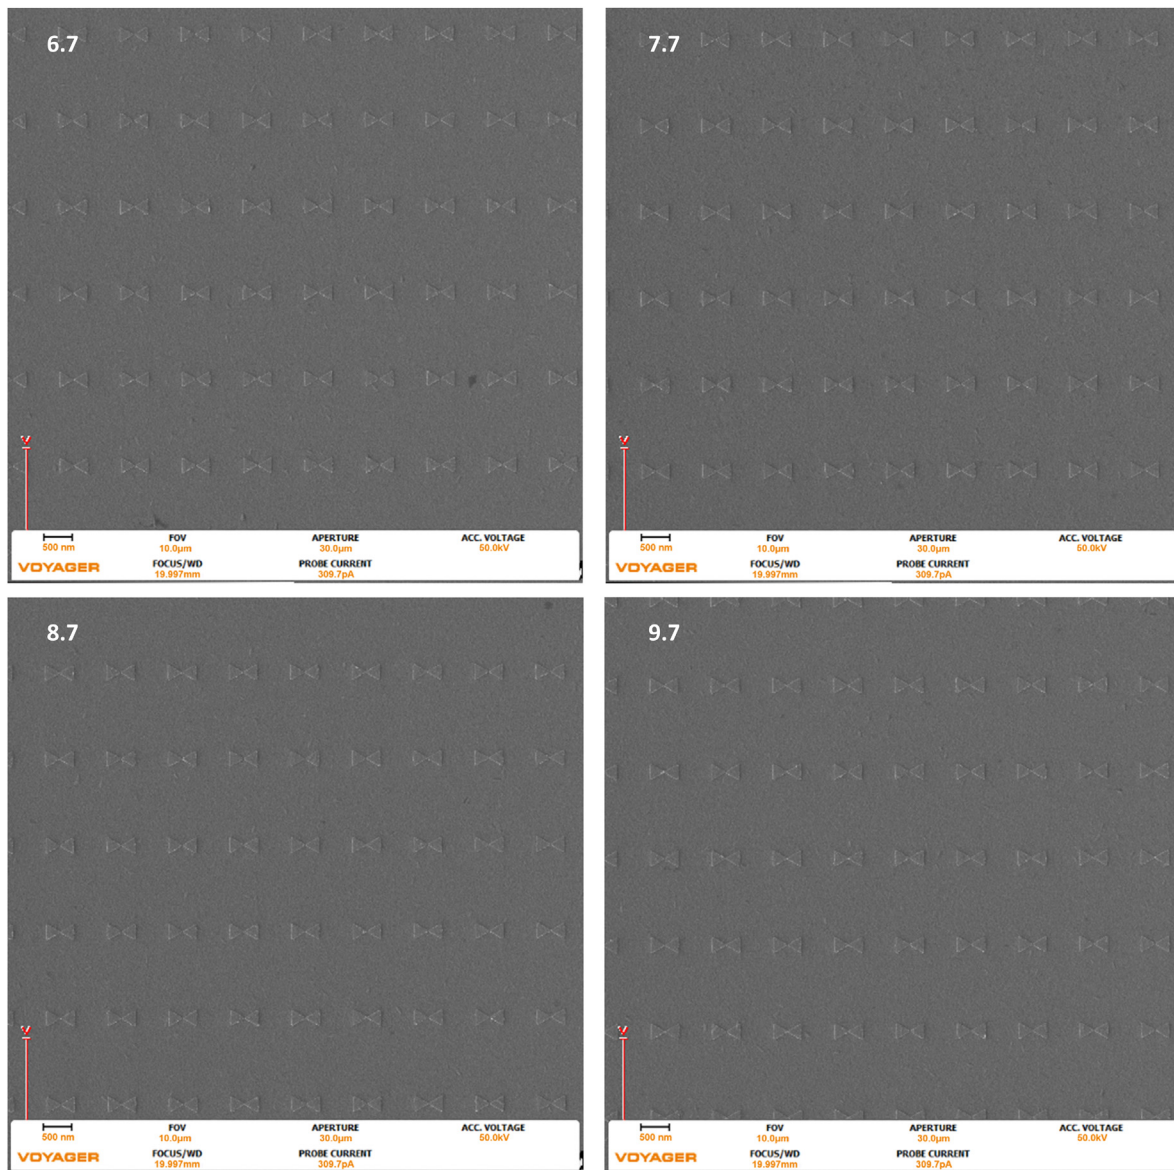 6.7
500 nm FOV APERTURE ACC. VOLTAGE
10.0µm 30.0µm 50.0kV
VOYAGER FOCUS/WD PROBE CURRENT
19.997mm 309.7pA
7.7
500 nm FOV APERTURE ACC. VOLTAGE
10.0µm 30.0µm 50.0kV
VOYAGER FOCUS/WD PROBE CURRENT
19.997mm 309.7pA
8.7
500 nm FOV APERTURE ACC. VOLTAGE
10.0µm 30.0µm 50.0kV
VOYAGER FOCUS/WD PROBE CURRENT
19.997mm 309.7pA
9.7
500 nm FOV APERTURE ACC. VOLTAGE
10.0µm 30.0µm 50.0kV
VOYAGER FOCUS/WD PROBE CURRENT
19.997mm 309.7pA